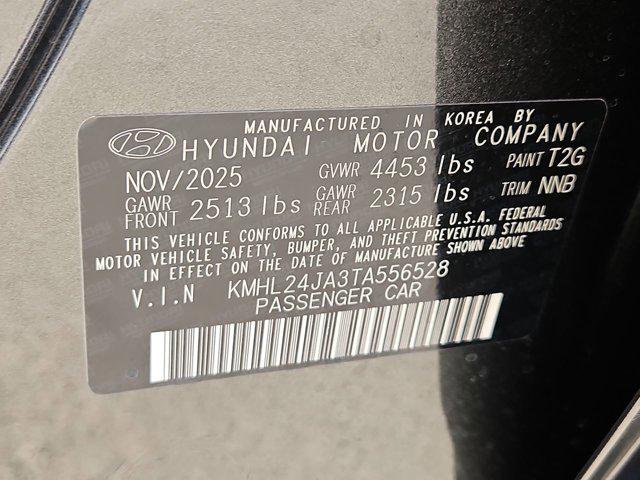 MANUFACTURED IN KOREA BY
HYUNDAI MOTOR COMPANY
NOV/2025 GVWR 4453 lbs PAINT T2G
GAWR FRONT 2513 lbs GAWR REAR 2315 lbs TRIM NNB
THIS VEHICLE CONFORMS TO ALL APPLICABLE U.S.A. FEDERAL
MOTOR VEHICLE SAFETY, BUMPER, AND THEFT PREVENTION STANDARDS
IN EFFECT ON THE DATE OF MANUFACTURE SHOWN ABOVE
V.I.N KMHL24JA3TA556528
PASSENGER CAR